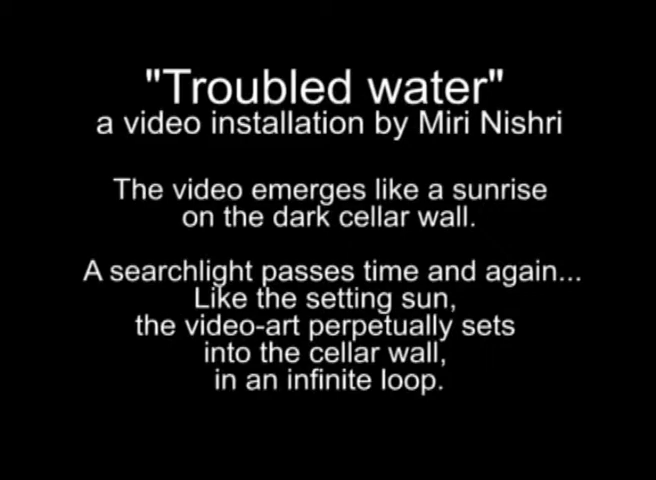 "Troubled water"
a video installation by Miri Nishri
The video emerges like a sunrise
on the dark cellar wall.
A searchlight passes time and again...
Like the setting sun,
the video-art perpetually sets
into the cellar wall,
in an infinite loop.